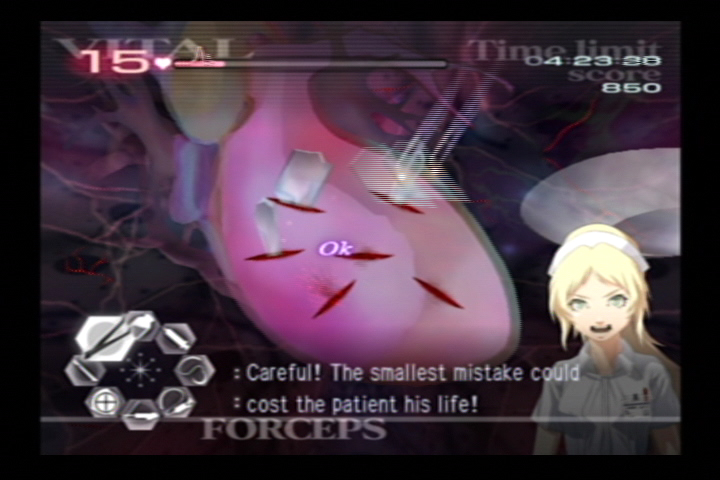 VITAL
15
Time limit
04:23:38
score
850
Ok
: Careful! The smallest mistake could
: cost the patient his life!
FORCEPS